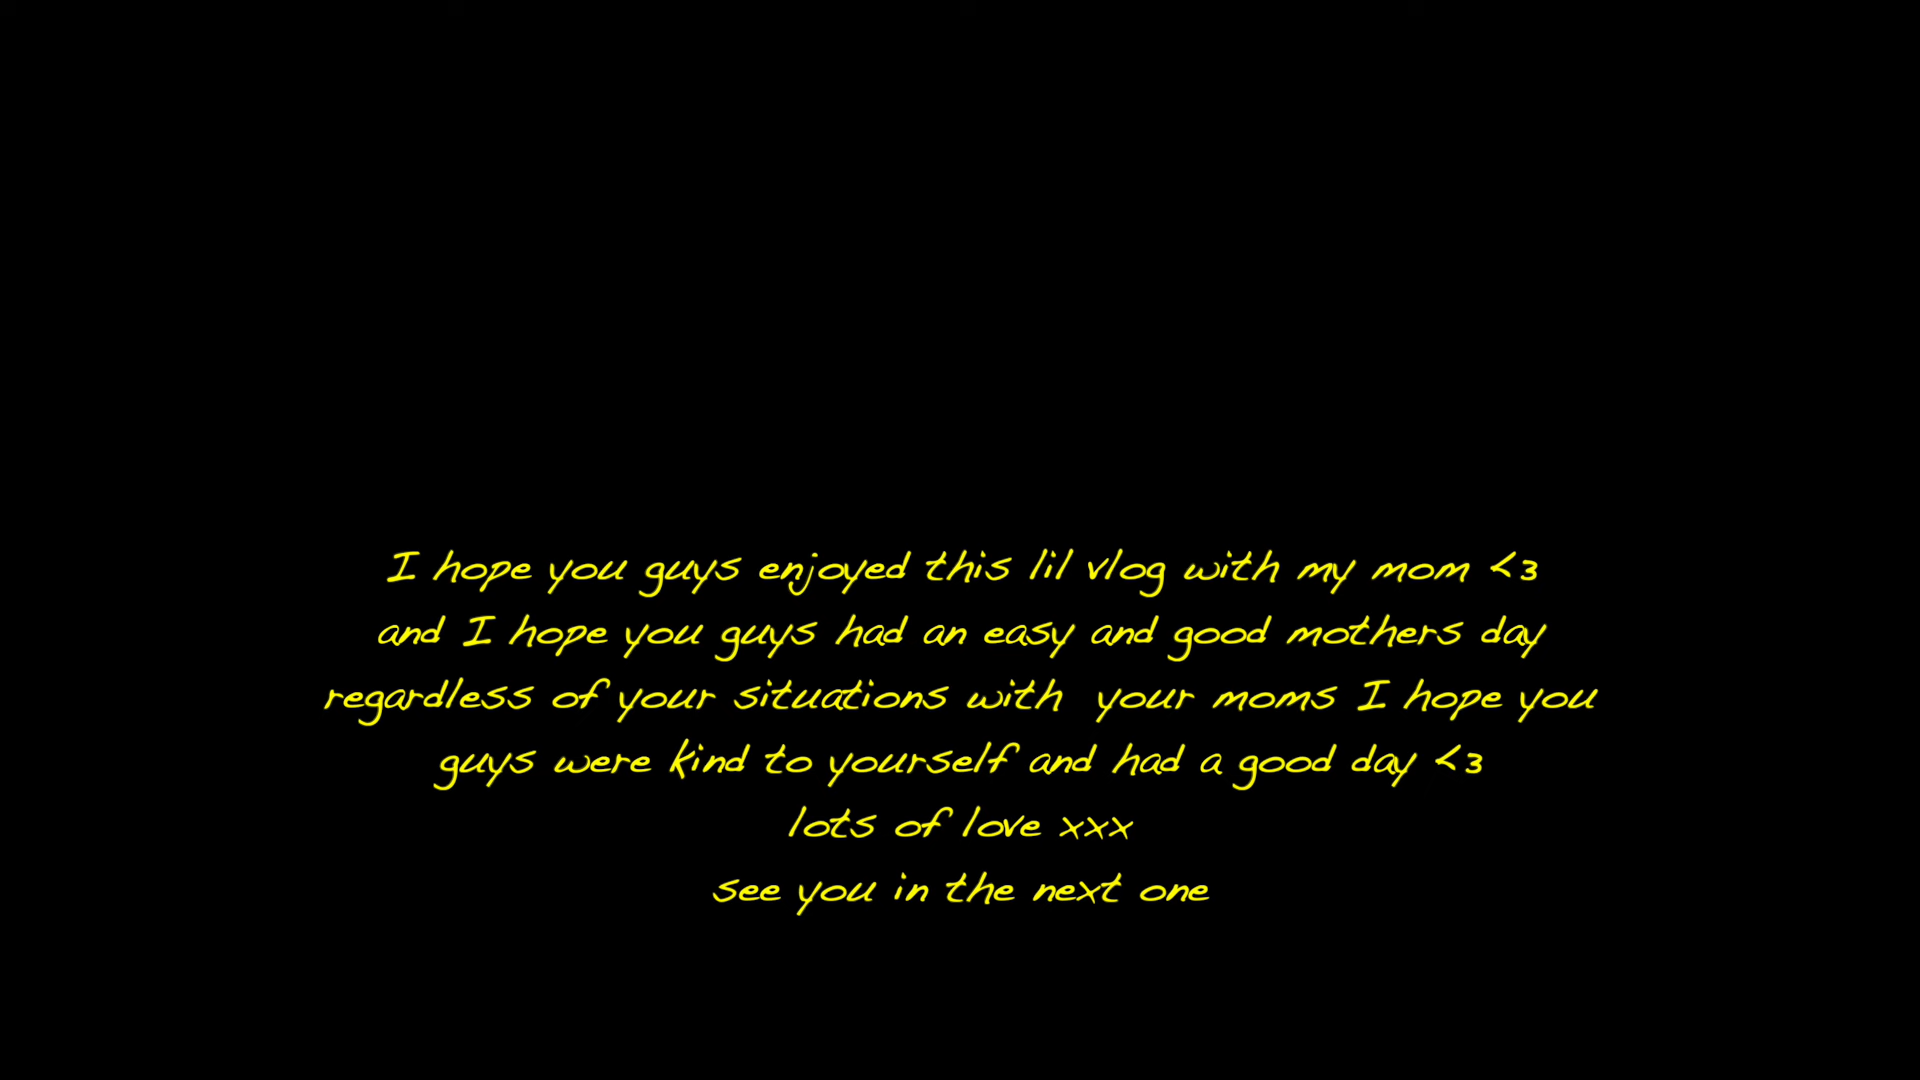 I hope you guys enjoyed this lil vlog with my mom <3
and I hope you guys had an easy and good mothers day
regardless of your situations with  your moms I hope you
guys were kind to yourself and had a good day <3
lots of love xxx
see you in the next one